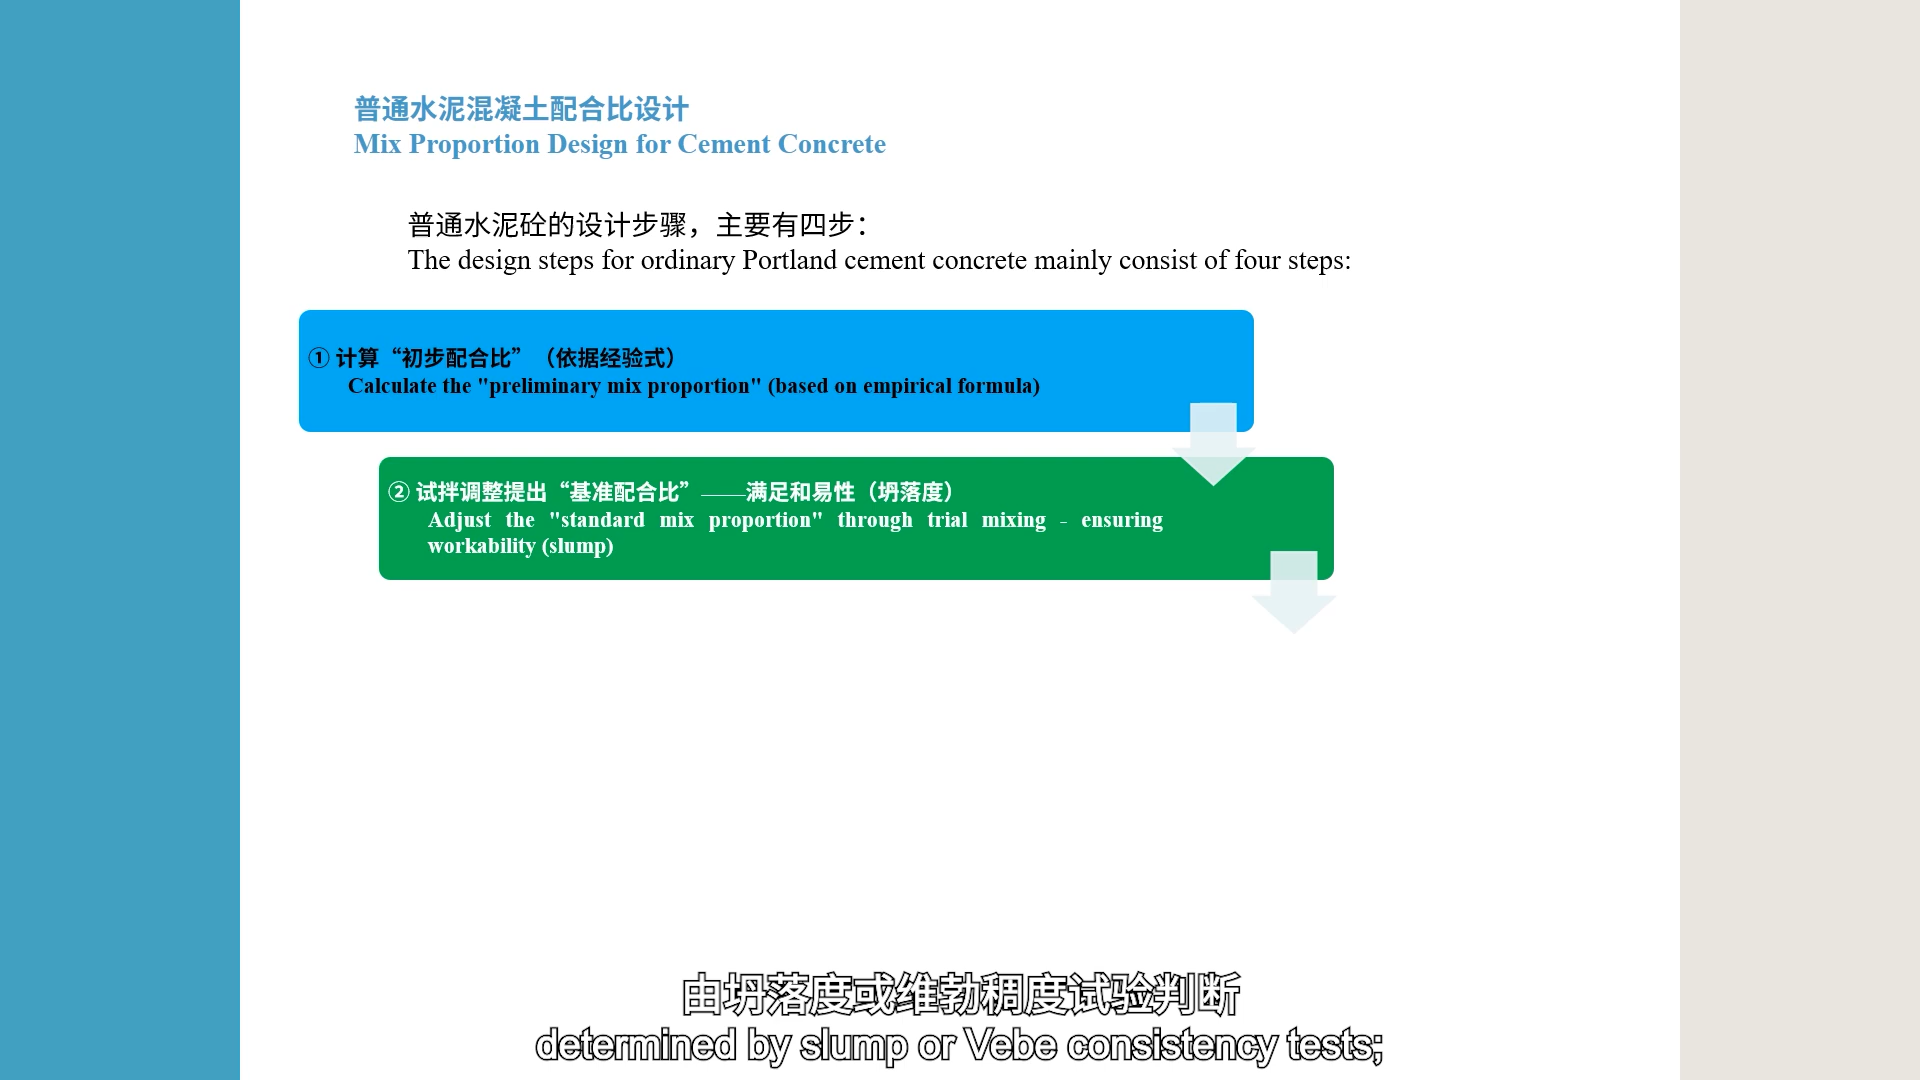 普通水泥混凝土配合比设计
Mix Proportion Design for Cement Concrete
普通水泥砼的设计步骤，主要有四步：
The design steps for ordinary Portland cement concrete mainly consist of four steps:
① 计算“初步配合比”（依据经验式）
Calculate the "preliminary mix proportion" (based on empirical formula)
② 试拌调整提出“基准配合比”——满足和易性（坍落度）
Adjust the "standard mix proportion" through trial mixing - ensuring
workability (slump)
由坍落度或维勃稠度试验判断
determined by slump or Vebe consistency tests;